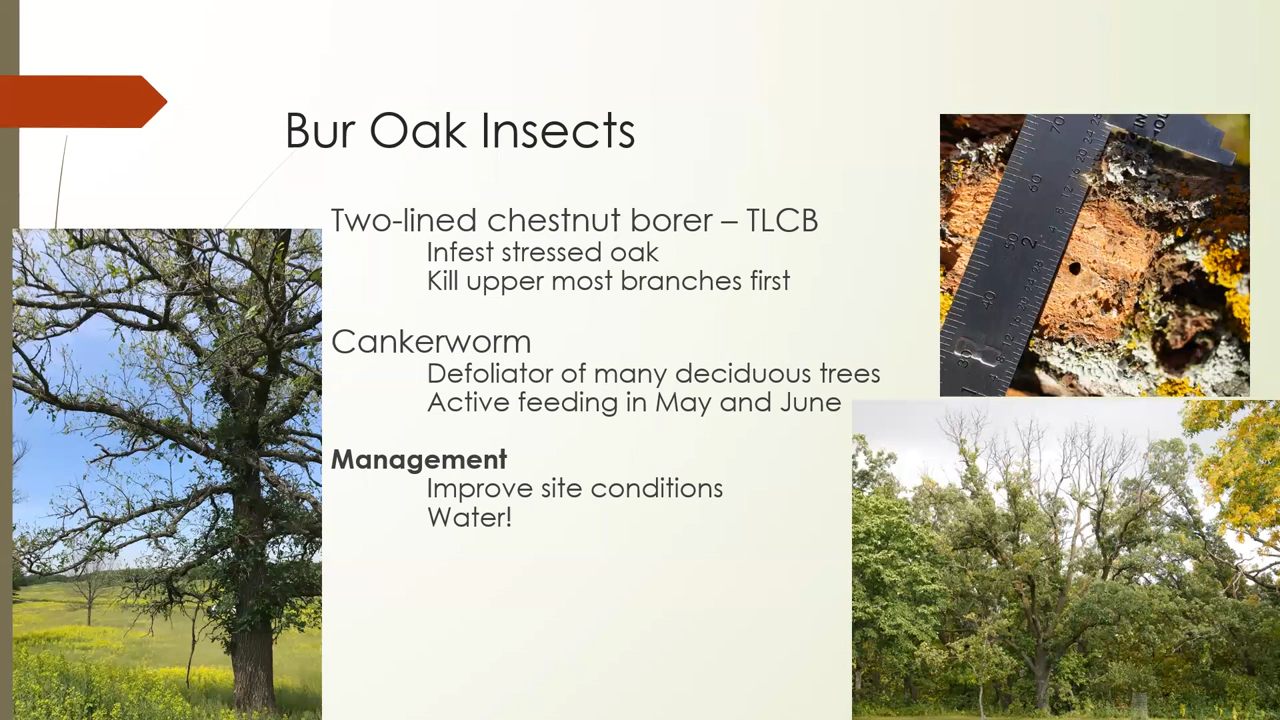 Bur Oak Insects
Two-lined chestnut borer – TLCB
Infest stressed oak
Kill upper most branches first
Cankerworm
Defoliator of many deciduous trees
Active feeding in May and June
Management
Improve site conditions
Water!